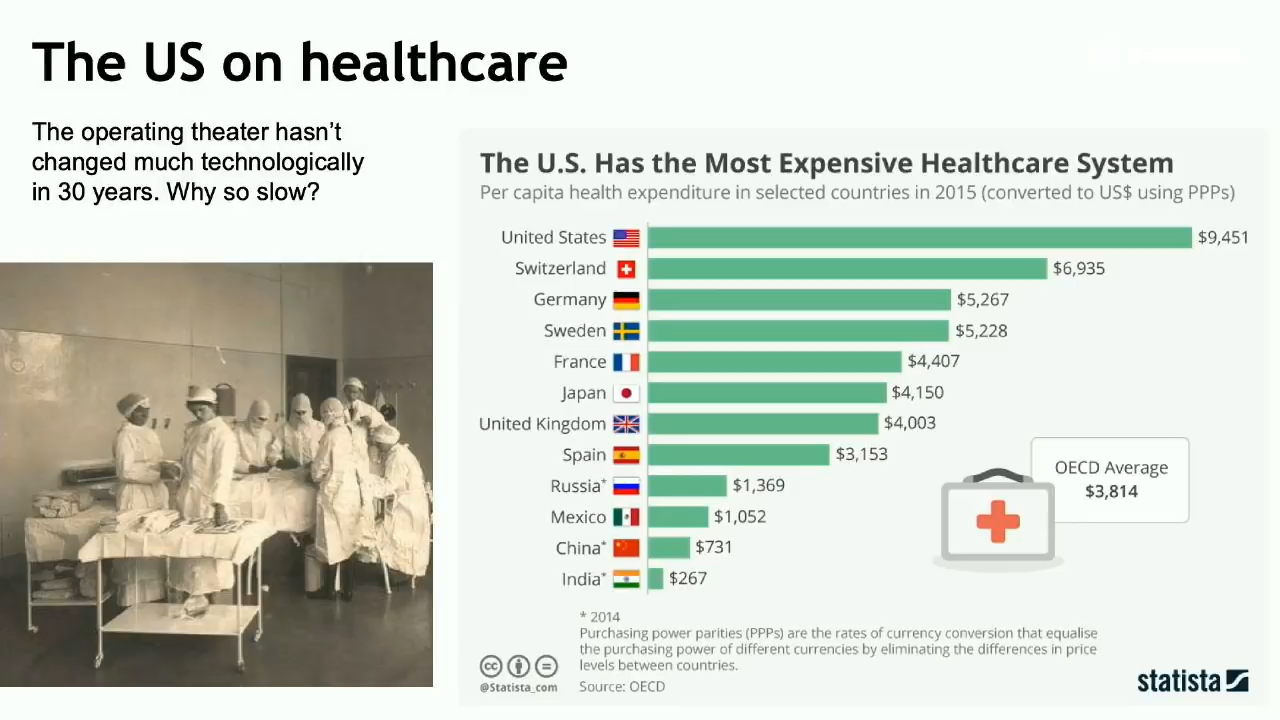 The US on healthcare
The operating theater hasn't
changed much technologically
in 30 years. Why so slow?
The U.S. Has the Most Expensive Healthcare System
Per capita health expenditure in selected countries in 2015 (converted to US$ using PPPs)
United States $9,451
Switzerland $6,935
Germany $5,267
Sweden $5,228
France $4,407
Japan $4,150
United Kingdom $4,003
Spain $3,153
Russia* $1,369
Mexico $1,052
China* $731
India* $267
OECD Average
$3,814
* 2014
Purchasing power parities (PPPs) are the rates of currency conversion that equalise
the purchasing power of different currencies by eliminating the differences in price
levels between countries.
@Statista_com
Source: OECD
statista